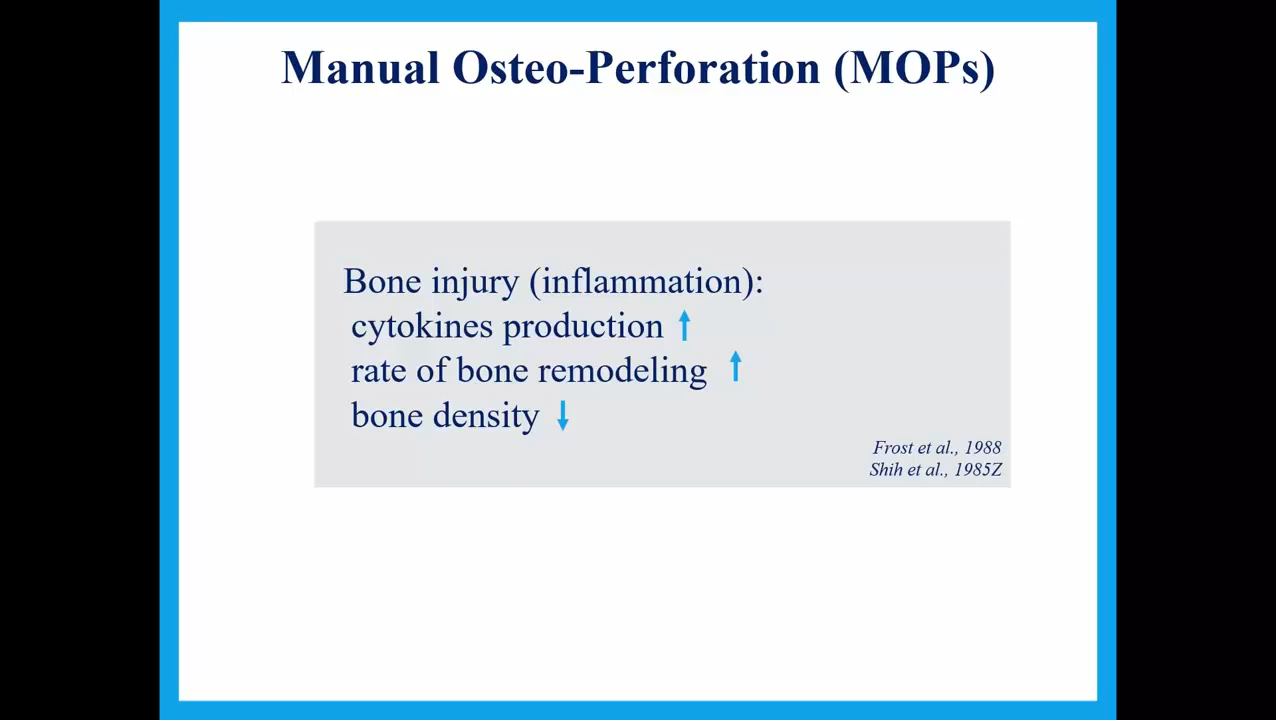 Manual Osteo-Perforation (MOPs)
Bone injury (inflammation):
cytokines production ↑
rate of bone remodeling ↑
bone density ↓
Frost et al., 1988
Shih et al., 1985Z